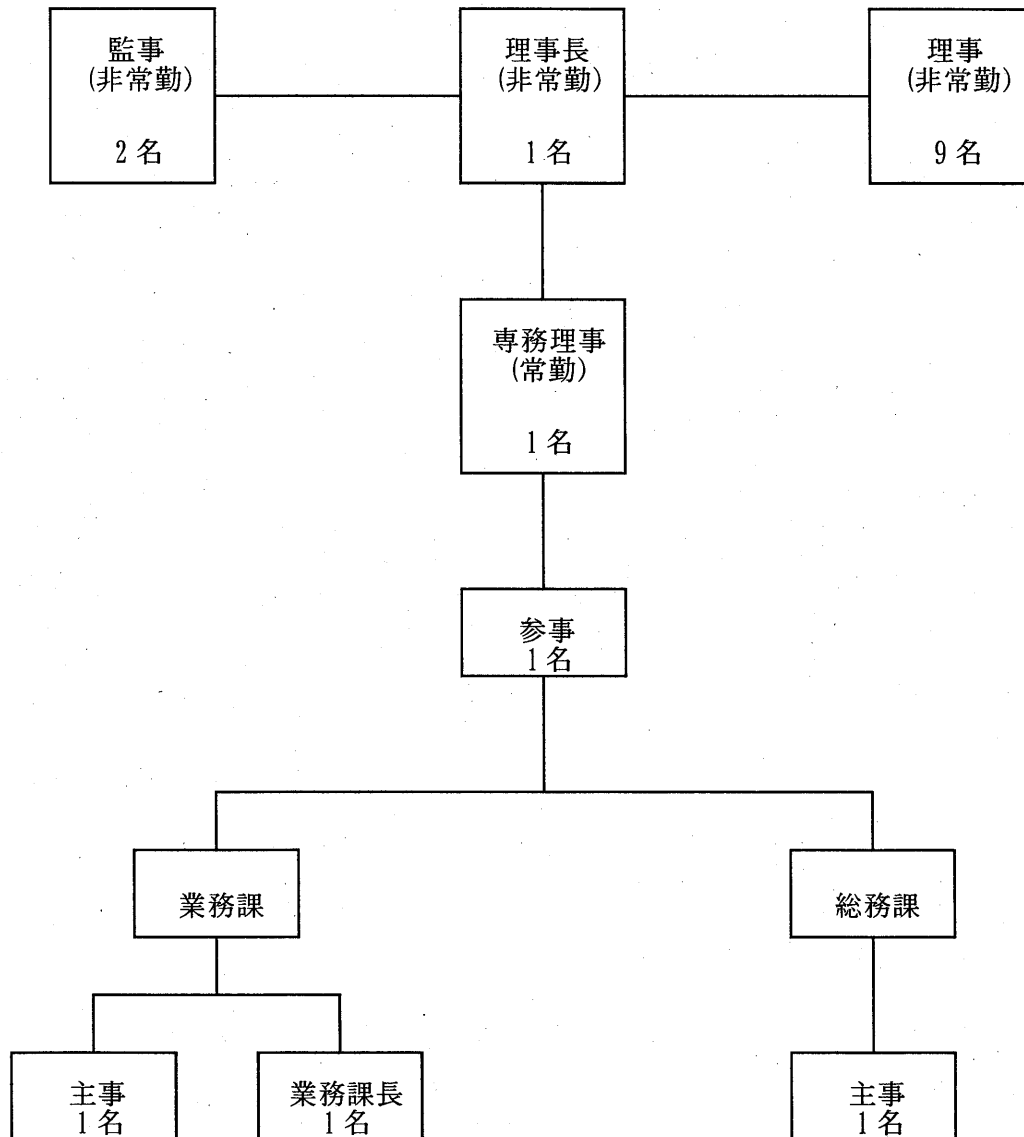 監事
(非常勤)
2名
理事長
(非常勤)
1名
理事
(非常勤)
9名
専務理事
(常勤)
1名
参事
1名
業務課
総務課
主事
1名
業務課長
1名
主事
1名